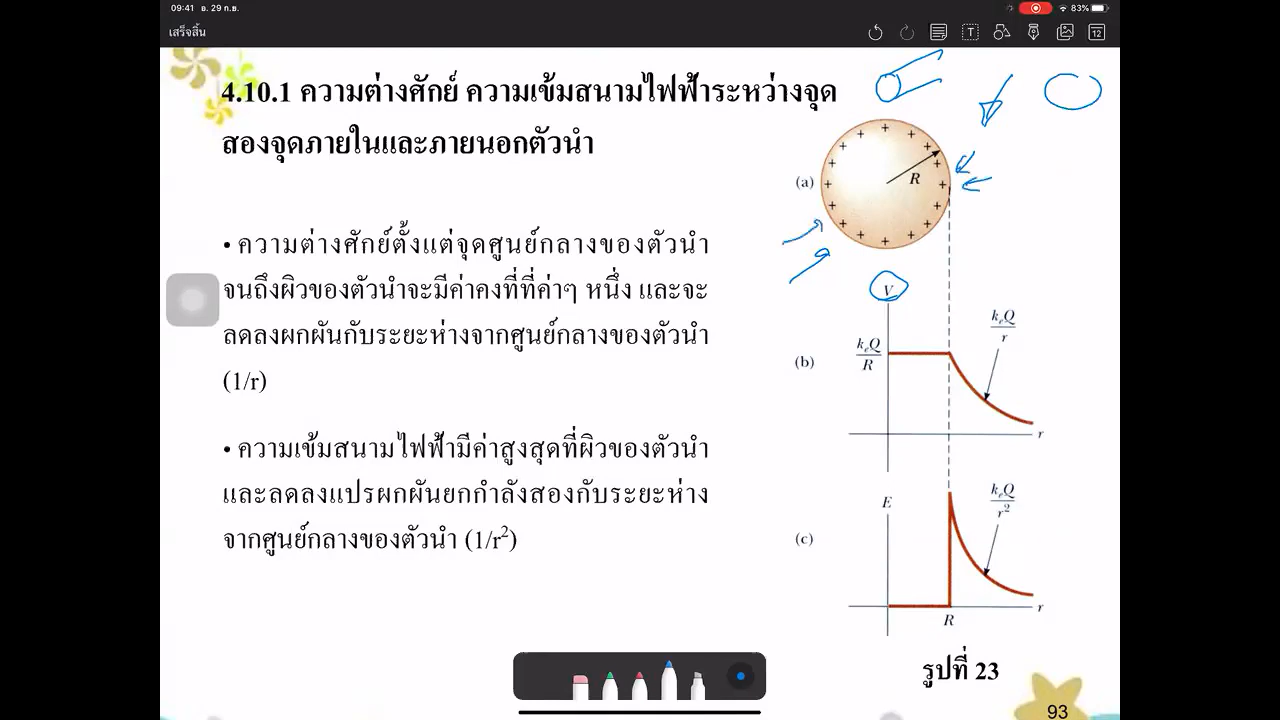 09:41 อ. 29 ก.ย.
83%
เสร็จสิ้น
T
12
4.10.1 ความต่างศักย์ ความเข้มสนามไฟฟ้าระหว่างจุด
สองจุดภายในและภายนอกตัวนำ
• ความต่างศักย์ตั้งแต่จุดศูนย์กลางของตัวนำ
จนถึงผิวของตัวนำจะมีค่าคงที่ที่ค่าๆ หนึ่ง และจะ
ลดลงผกผันกับระยะห่างจากศูนย์กลางของตัวนำ
(1/r)
• ความเข้มสนามไฟฟ้ามีค่าสูงสุดที่ผิวของตัวนำ
และลดลงแปรผกผันยกกำลังสองกับระยะห่าง
จากศูนย์กลางของตัวนำ (1/r²)
(a)
R
V
kₑQ/R
kₑQ/r
(b)
r
E
kₑQ/r²
(c)
r
R
รูปที่ 23
93